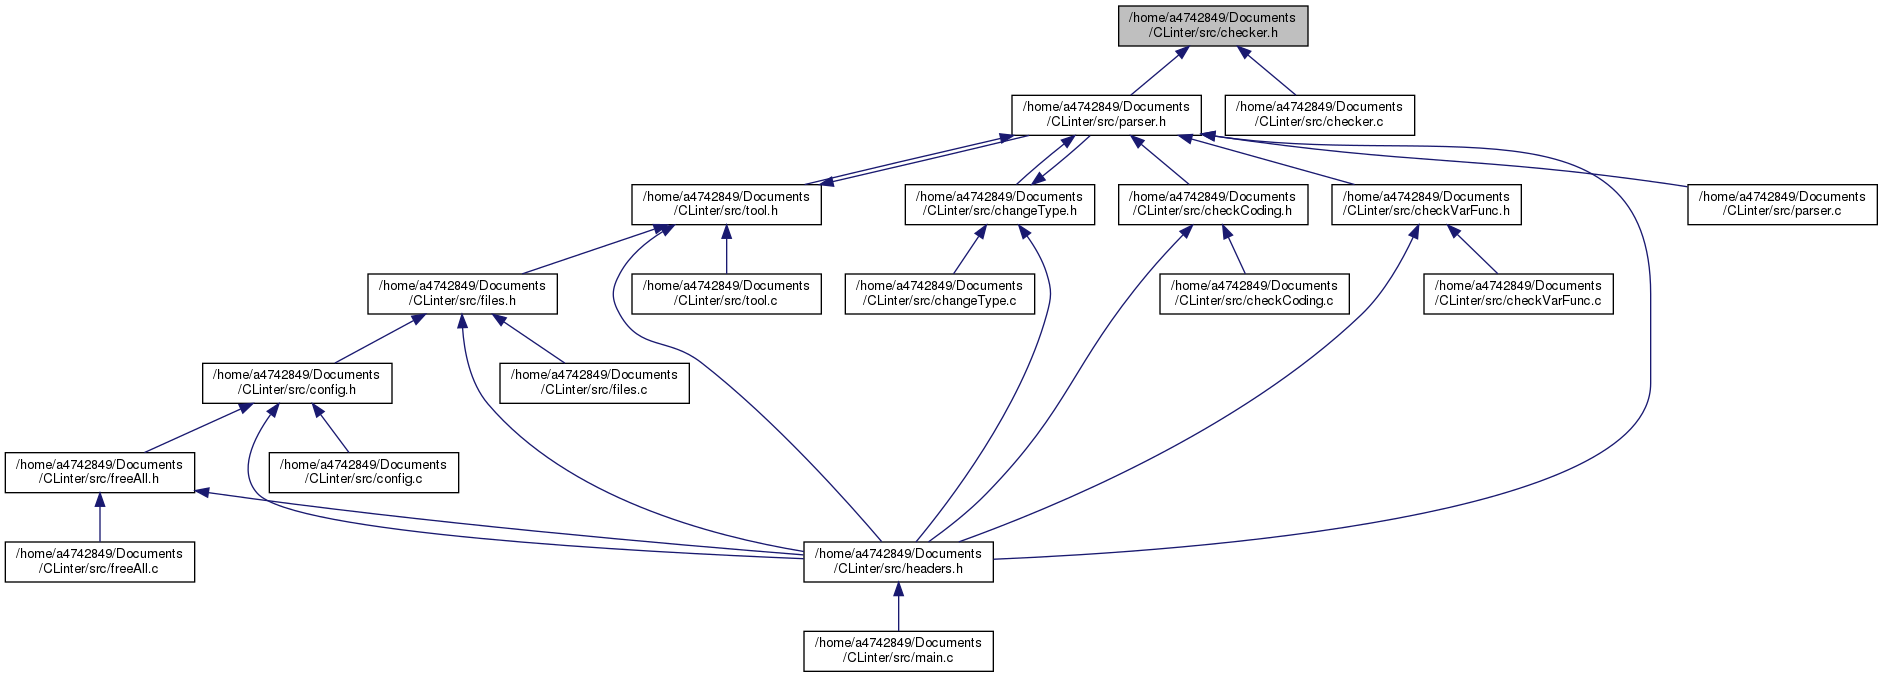 /home/a4742849/Documents
/CLinter/src/checker.h
/home/a4742849/Documents
/CLinter/src/parser.h
/home/a4742849/Documents
/CLinter/src/checker.c
/home/a4742849/Documents
/CLinter/src/tool.h
/home/a4742849/Documents
/CLinter/src/changeType.h
/home/a4742849/Documents
/CLinter/src/checkCoding.h
/home/a4742849/Documents
/CLinter/src/checkVarFunc.h
/home/a4742849/Documents
/CLinter/src/parser.c
/home/a4742849/Documents
/CLinter/src/files.h
/home/a4742849/Documents
/CLinter/src/tool.c
/home/a4742849/Documents
/CLinter/src/changeType.c
/home/a4742849/Documents
/CLinter/src/checkCoding.c
/home/a4742849/Documents
/CLinter/src/checkVarFunc.c
/home/a4742849/Documents
/CLinter/src/config.h
/home/a4742849/Documents
/CLinter/src/files.c
/home/a4742849/Documents
/CLinter/src/freeAll.h
/home/a4742849/Documents
/CLinter/src/config.c
/home/a4742849/Documents
/CLinter/src/freeAll.c
/home/a4742849/Documents
/CLinter/src/headers.h
/home/a4742849/Documents
/CLinter/src/main.c